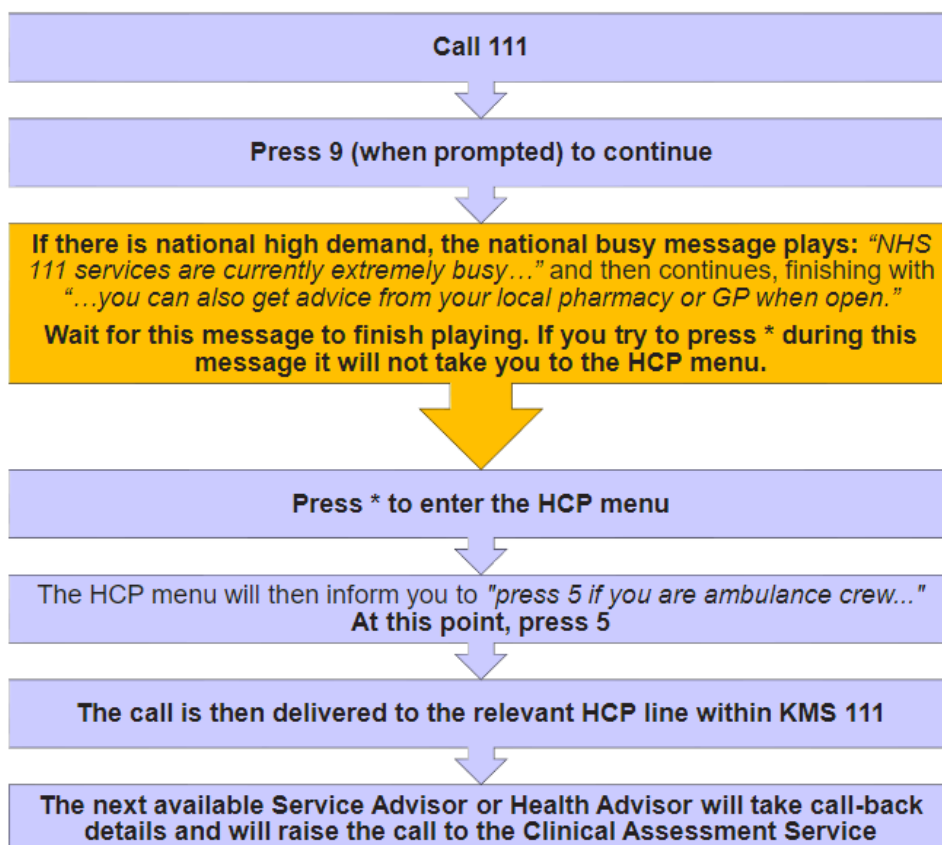 Call 111
Press 9 (when prompted) to continue
If there is national high demand, the national busy message plays: “NHS
111 services are currently extremely busy…” and then continues, finishing with
“…you can also get advice from your local pharmacy or GP when open.”
Wait for this message to finish playing. If you try to press * during this
message it will not take you to the HCP menu.
Press * to enter the HCP menu
The HCP menu will then inform you to "press 5 if you are ambulance crew..."
At this point, press 5
The call is then delivered to the relevant HCP line within KMS 111
The next available Service Advisor or Health Advisor will take call-back
details and will raise the call to the Clinical Assessment Service